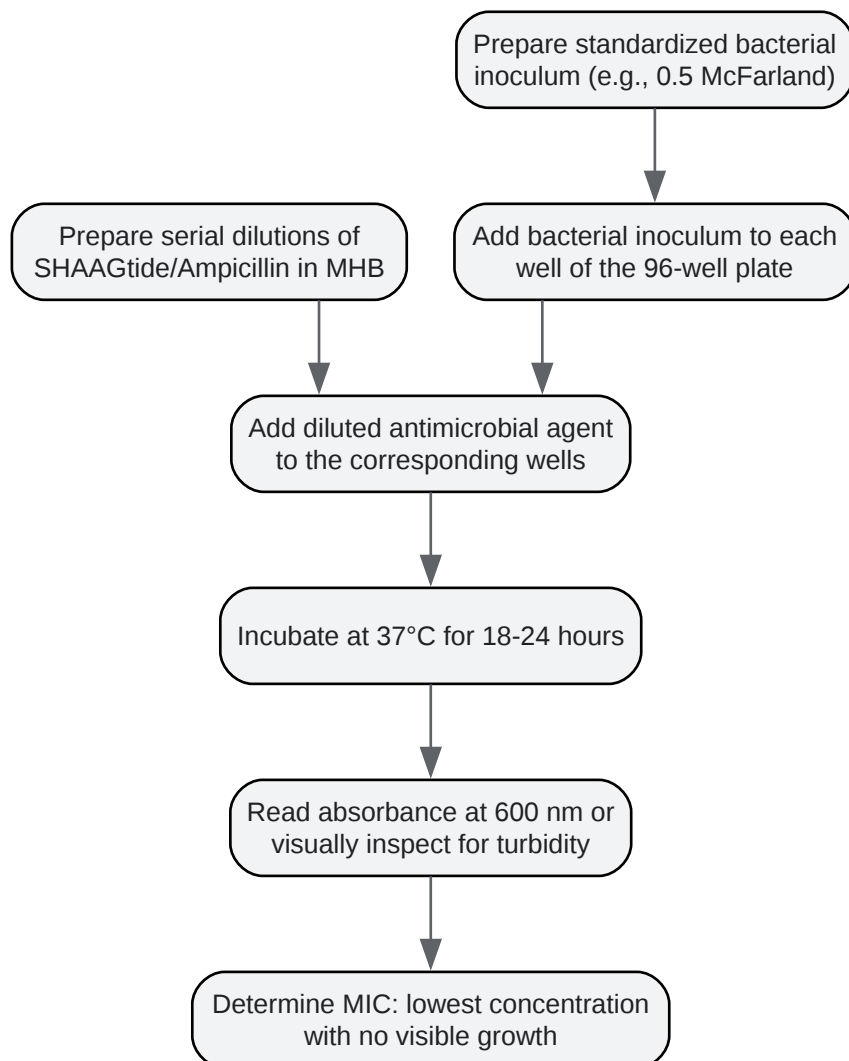 Prepare standardized bacterial
inoculum (e.g., 0.5 McFarland)
Prepare serial dilutions of
SHAAGtide/Ampicillin in MHB
Add bacterial inoculum to each
well of the 96-well plate
Add diluted antimicrobial agent
to the corresponding wells
Incubate at 37°C for 18-24 hours
Read absorbance at 600 nm or
visually inspect for turbidity
Determine MIC: lowest concentration
with no visible growth